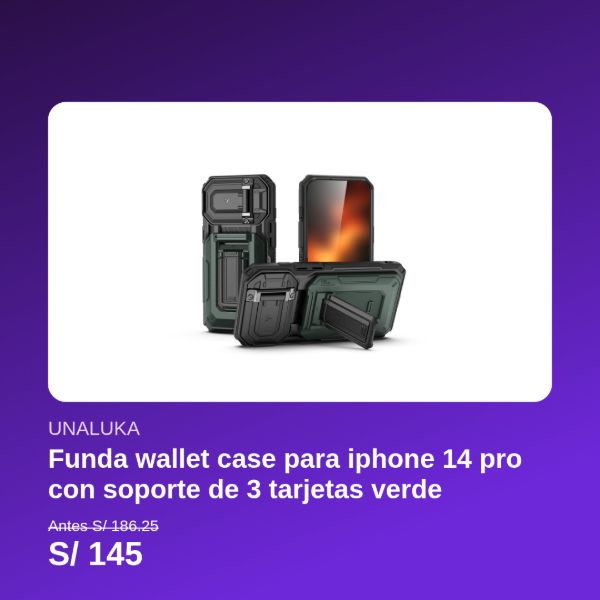 UNALUKA
Funda wallet case para iphone 14 pro
con soporte de 3 tarjetas verde
Antes S/ 186.25
S/ 145